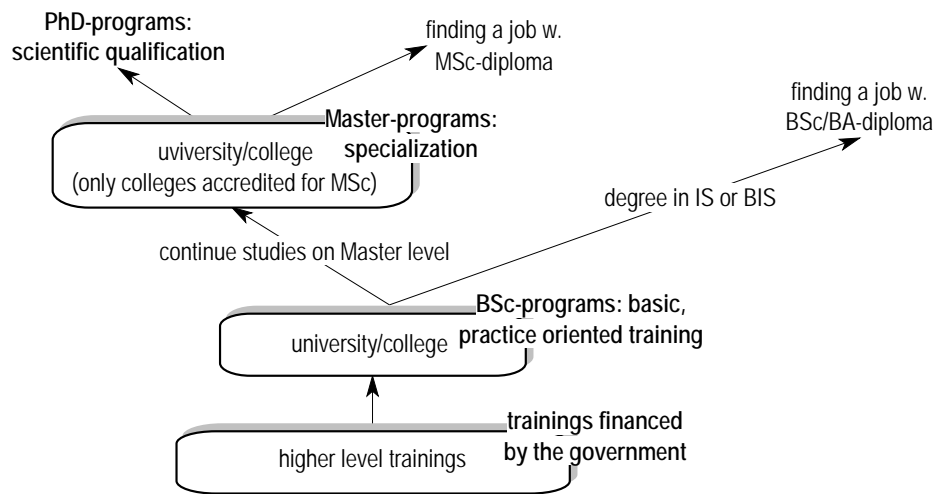 PhD-programs:
scientific qualification
finding a job w.
MSc-diploma
finding a job w.
BSc/BA-diploma
Master-programs:
specialization
uviversity/college
(only colleges accredited for MSc)
degree in IS or BIS
continue studies on Master level
BSc-programs: basic,
practice oriented training
university/college
trainings financed
by the government
higher level trainings